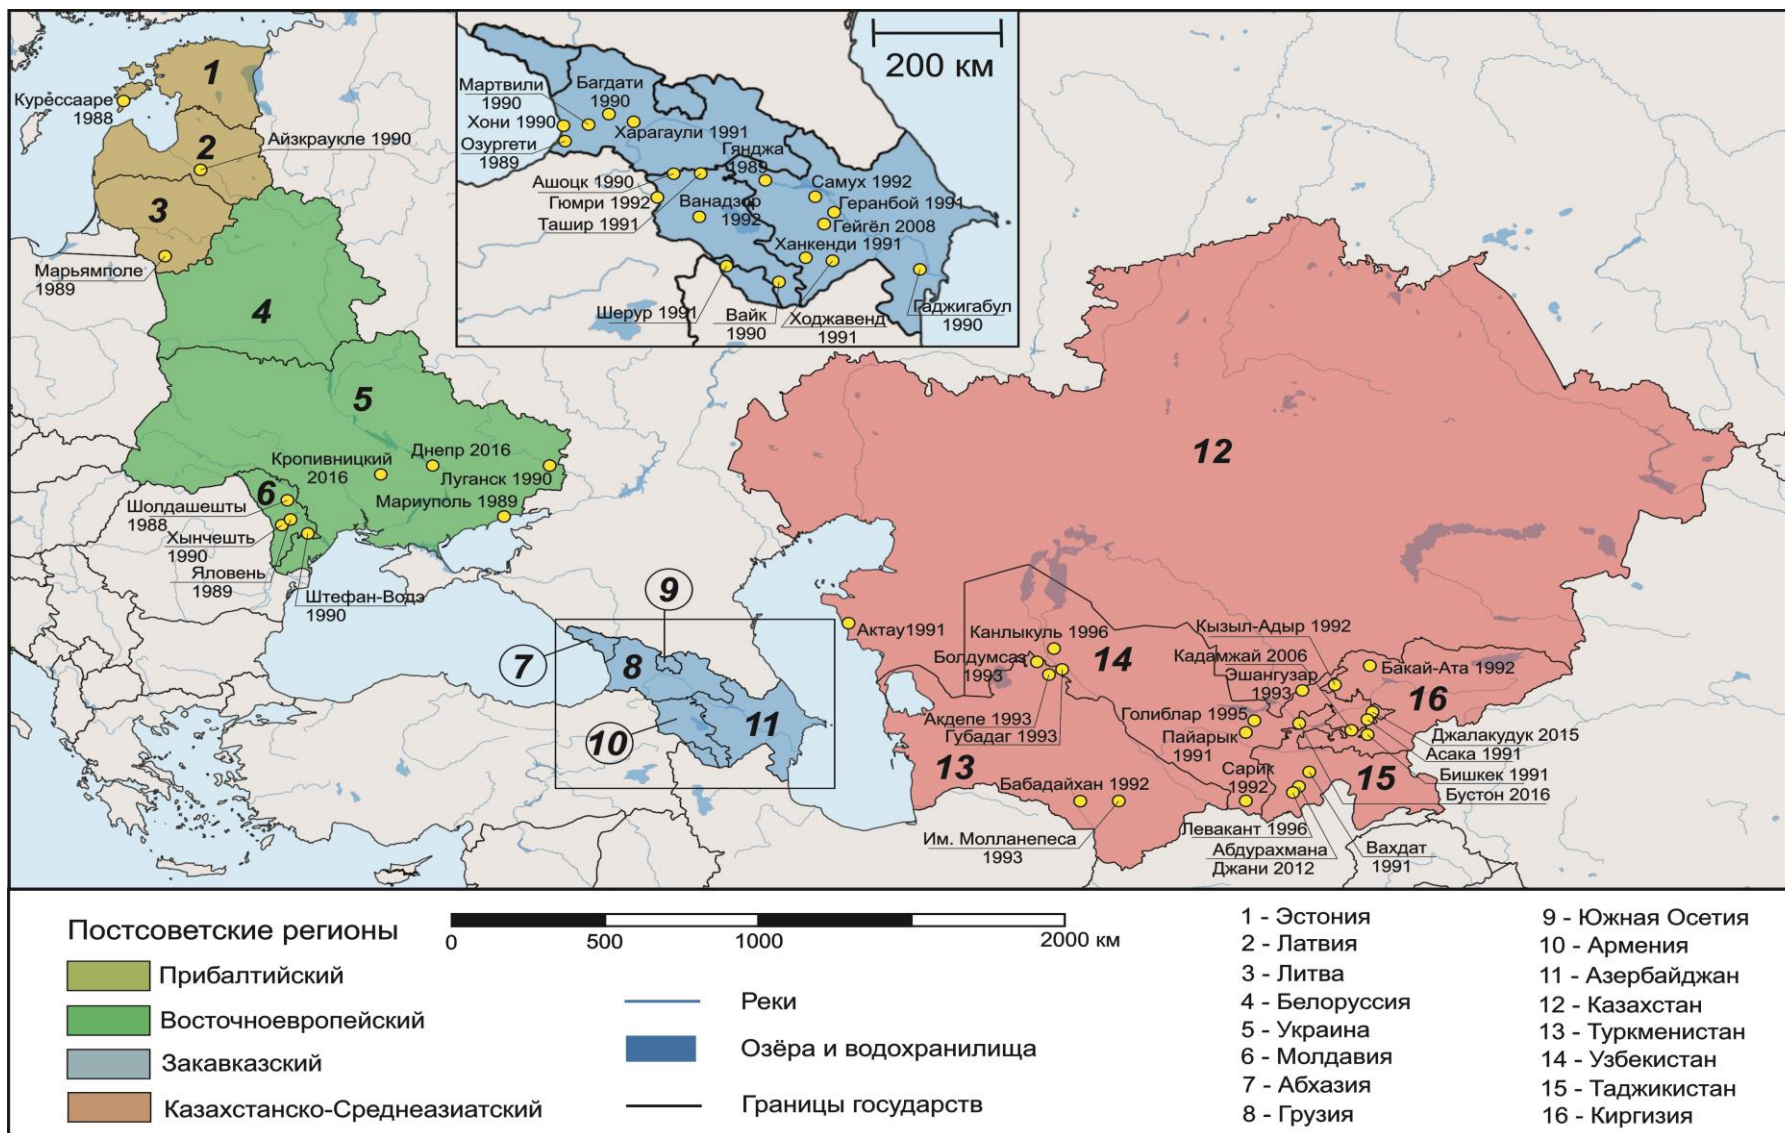 1
Курёссааре
1988
2
Айзкраукле 1990
3
Марьямполе
1989
4
5
Кропивницкий
2016
Днепр 2016
Луганск 1990
Мариуполь 1989
6
Шолдашешты
1988
Хынчешть
1990
Яловень
1989
Штефан-Водэ
1990
200 км
Мартвили
1990
Багдати
1990
Хони 1990
Харагаули 1991
Озургети
1989
Гянджа
1989
Ашоцк 1990
Гюмри 1992
Ташир 1991
Ванадзор
1992
Самух 1992
Геранбой 1991
Гейгёл 2008
Ханкенди 1991
Шерур 1991
Вайк
1990
Ходжавенд
1991
Гаджигабул
1990
7
8
9
10
11
12
Актау1991
Канлыкуль 1996
Болдумсаз
1993
14
Акдепе 1993
Губадаг 1993
13
Бабадайхан 1992
Им. Молланепеса
1993
Кызыл-Адыр 1992
Кадамжай 2006
Эшангузар
1993
Бакай-Ата 1992
16
Голиблар 1995
Пайарык
1991
Джалакудук 2015
Асака 1991
Бишкек 1991
Бустон 2016
Сарик
1992
15
Левакант 1996
Абдурахмана
Джани 2012
Вахдат
1991
Постсоветские регионы
Прибалтийский
Восточноевропейский
Закавказский
Казахстанско-Среднеазиатский
0 500 1000 2000 км
Реки
Озёра и водохранилища
Границы государств
1 - Эстония
2 - Латвия
3 - Литва
4 - Белоруссия
5 - Украина
6 - Молдавия
7 - Абхазия
8 - Грузия
9 - Южная Осетия
10 - Армения
11 - Азербайджан
12 - Казахстан
13 - Туркменистан
14 - Узбекистан
15 - Таджикистан
16 - Киргизия